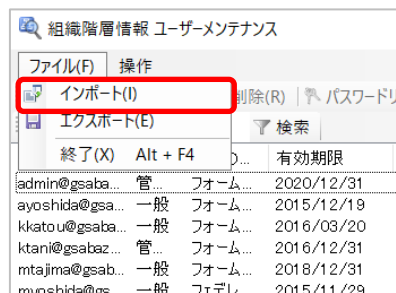 組織階層情報 ユーザーメンテナンス
ファイル(F) 操作
インポート(I) 削除(R) パスワードリ
エクスポート(E) 検索
終了(X) Alt + F4 有効期限
admin@gsaba... 管... フォーム... 2020/12/31
ayoshida@gsa... 一般 フォーム... 2015/12/19
kkatou@gsaba... 一般 フォーム... 2016/03/20
ktani@gsabaz... 管... フォーム... 2016/12/31
mtajima@gsab... 一般 フォーム... 2018/12/31
myoshida@gs... 一般 フェデレ... 2015/11/29